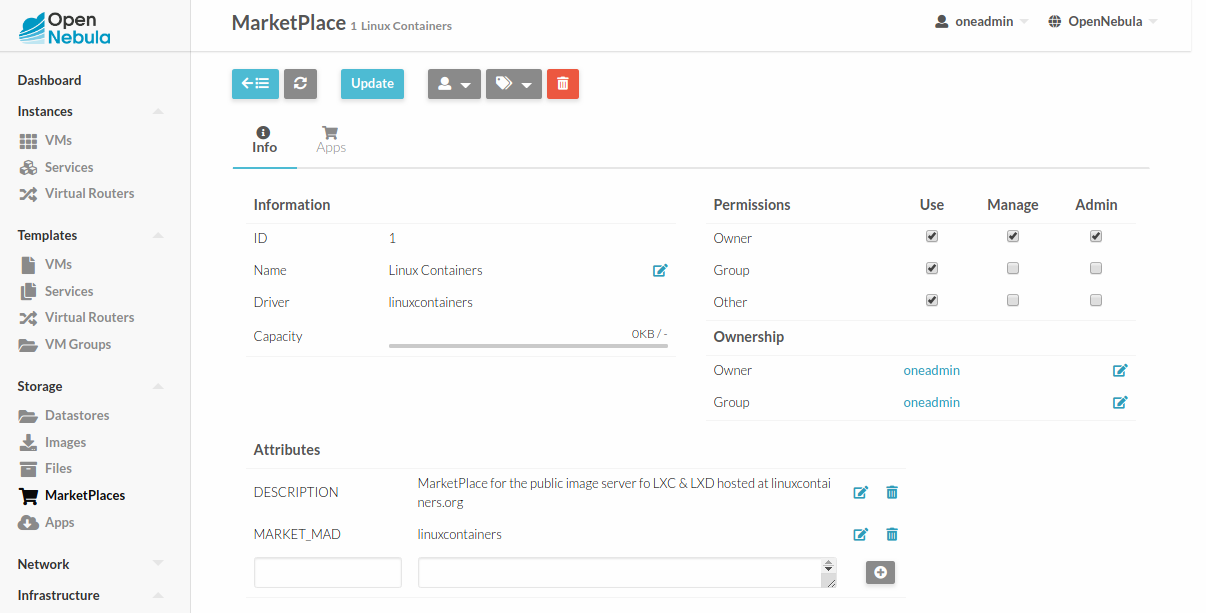 Open
Nebula
MarketPlace 1 Linux Containers
oneadmin
OpenNebula
Dashboard
Instances
VMs
Services
Virtual Routers
Templates
VMs
Services
Virtual Routers
VM Groups
Storage
Datastores
Images
Files
MarketPlaces
Apps
Network
Infrastructure
Update
Info
Apps
Information
ID 1
Name Linux Containers
Driver linuxcontainers
Capacity 0KB / -
Permissions Use Manage Admin
Owner
Group
Other
Ownership
Owner oneadmin
Group oneadmin
Attributes
DESCRIPTION MarketPlace for the public image server fo LXC & LXD hosted at linuxcontai
ners.org
MARKET_MAD linuxcontainers